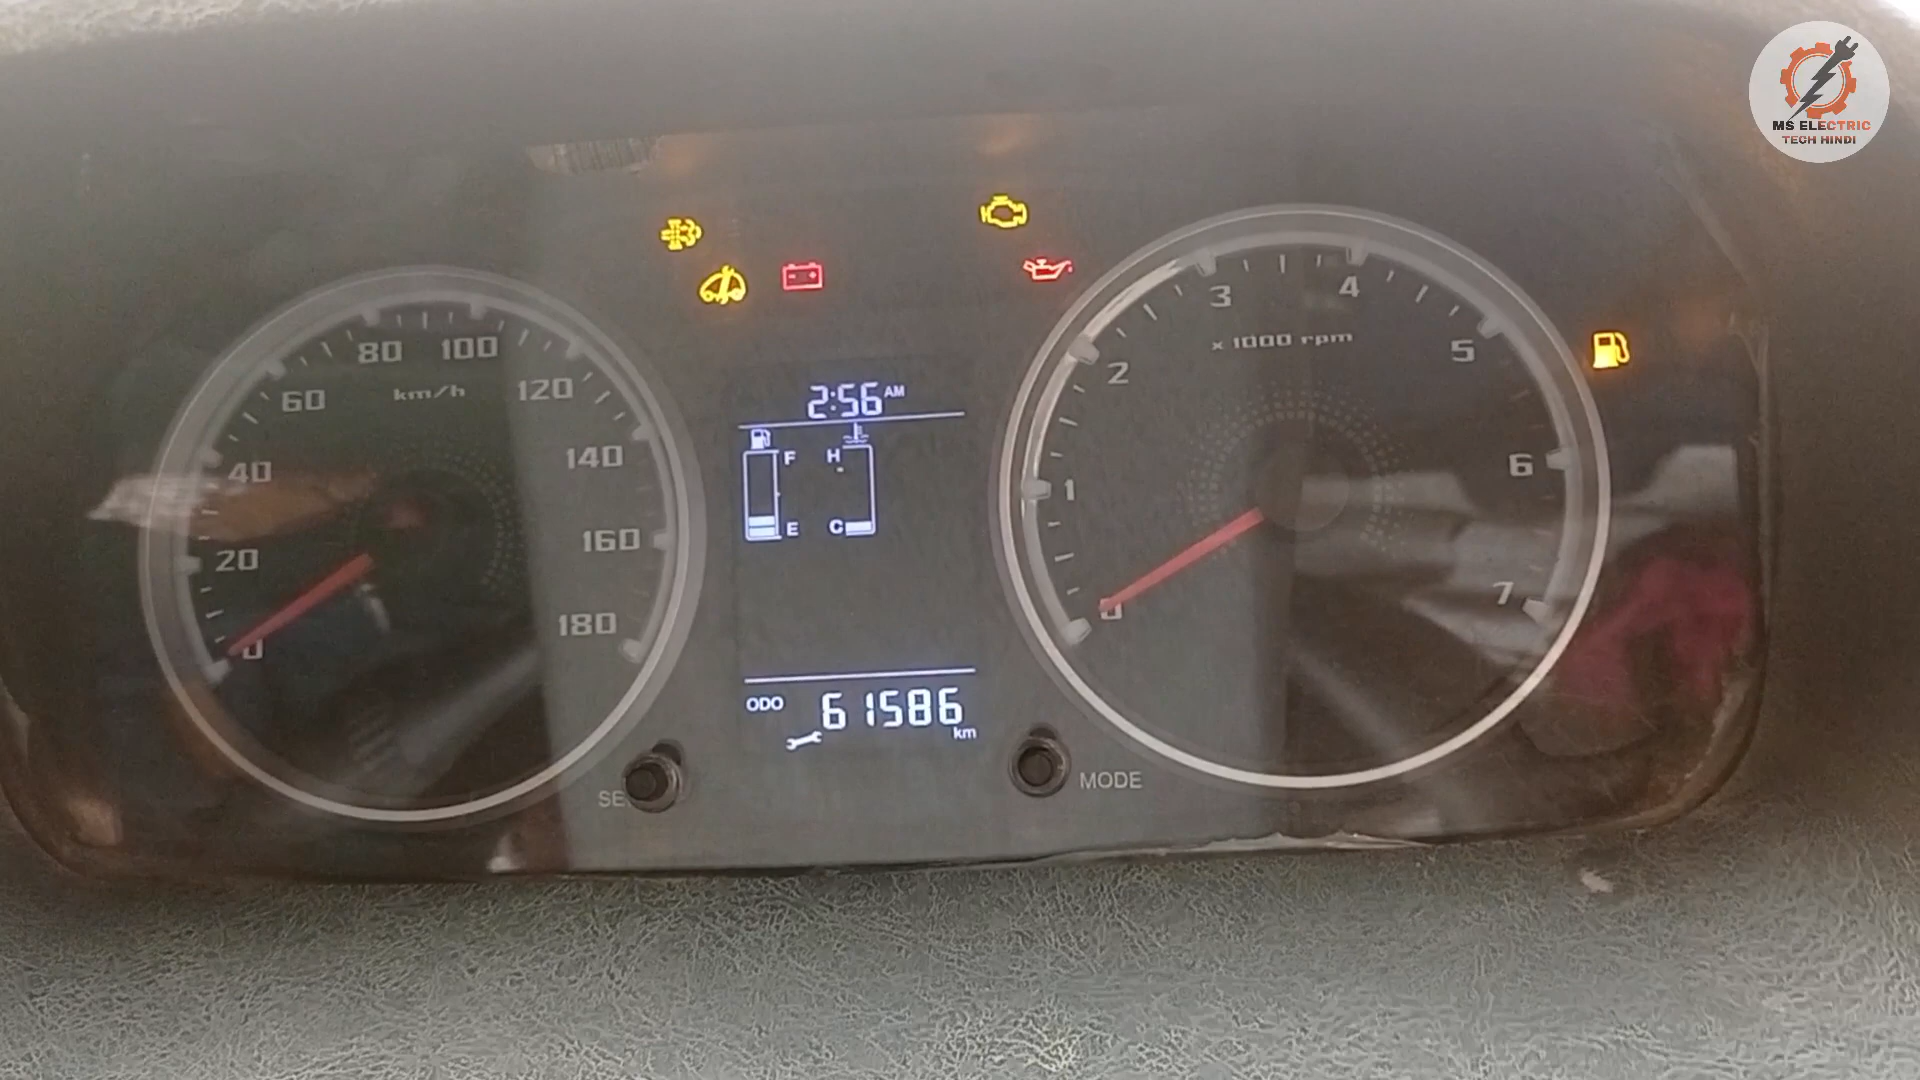 MS ELECTRIC
TECH HINDI
0
20
40
60
80
100
120
140
160
180
km/h
2:56 AM
F
H
E
C
ODO 61586
km
SE
MODE
0
1
2
3
4
5
6
7
x 1000 rpm